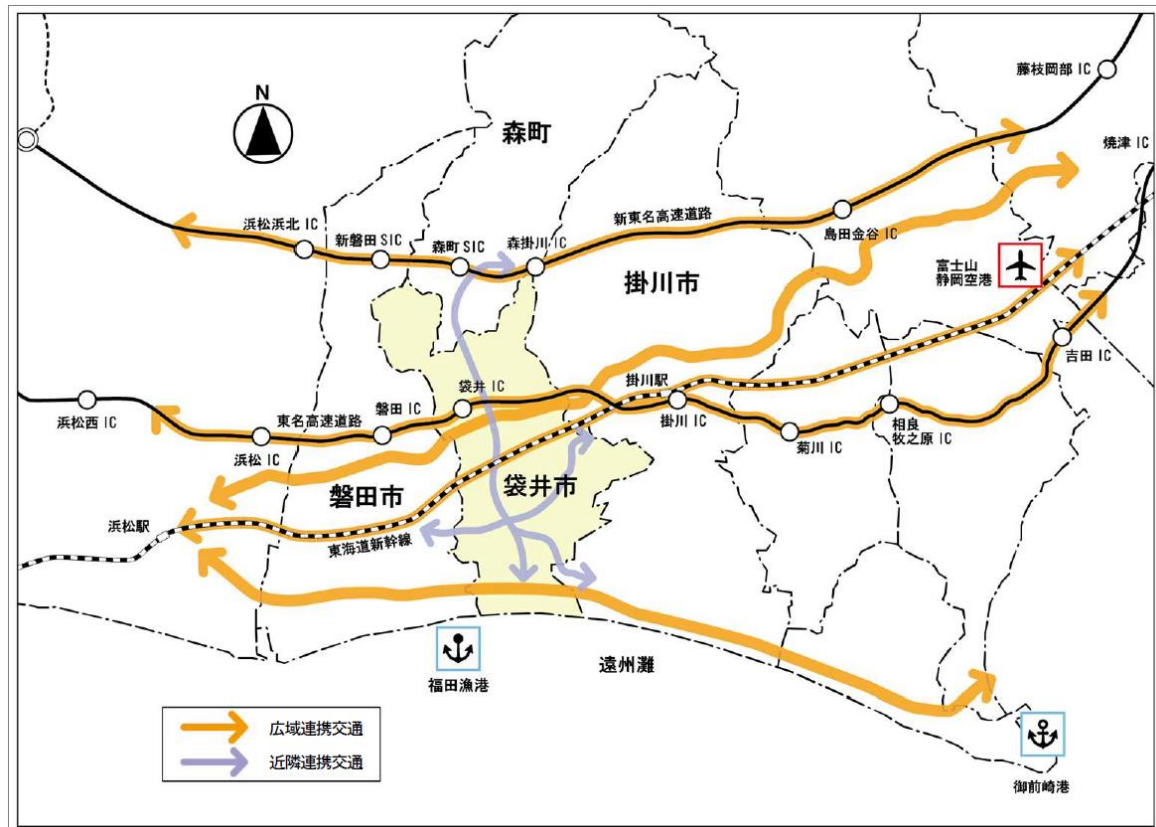 藤枝岡部 IC
焼津 IC
N
森町
浜松浜北 IC
新磐田 SIC
森町 SIC
森掛川 IC
新東名高速道路
島田金谷 IC
掛川市
富士山
静岡空港
吉田 IC
浜松西 IC
東名高速道路
浜松 IC
磐田 IC
袋井 IC
掛川駅
掛川 IC
菊川 IC
相良
牧之原 IC
磐田市
袋井市
浜松駅
東海道新幹線
福田漁港
遠州灘
御前崎港
広域連携交通
近隣連携交通